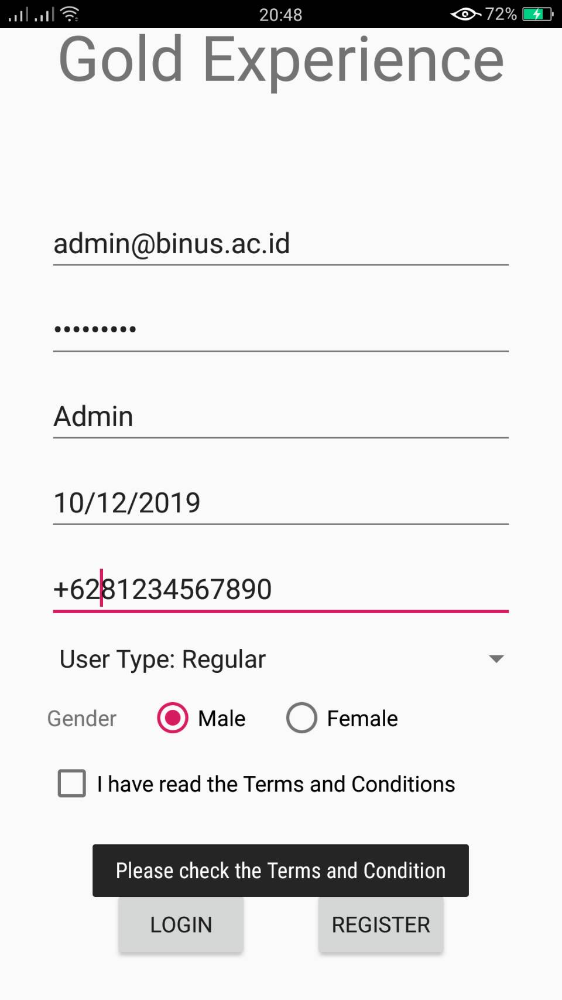 20:48 72%
Gold Experience
admin@binus.ac.id
•••••••••
Admin
10/12/2019
+6281234567890
User Type: Regular
Gender Male Female
I have read the Terms and Conditions
Please check the Terms and Condition
LOGIN REGISTER